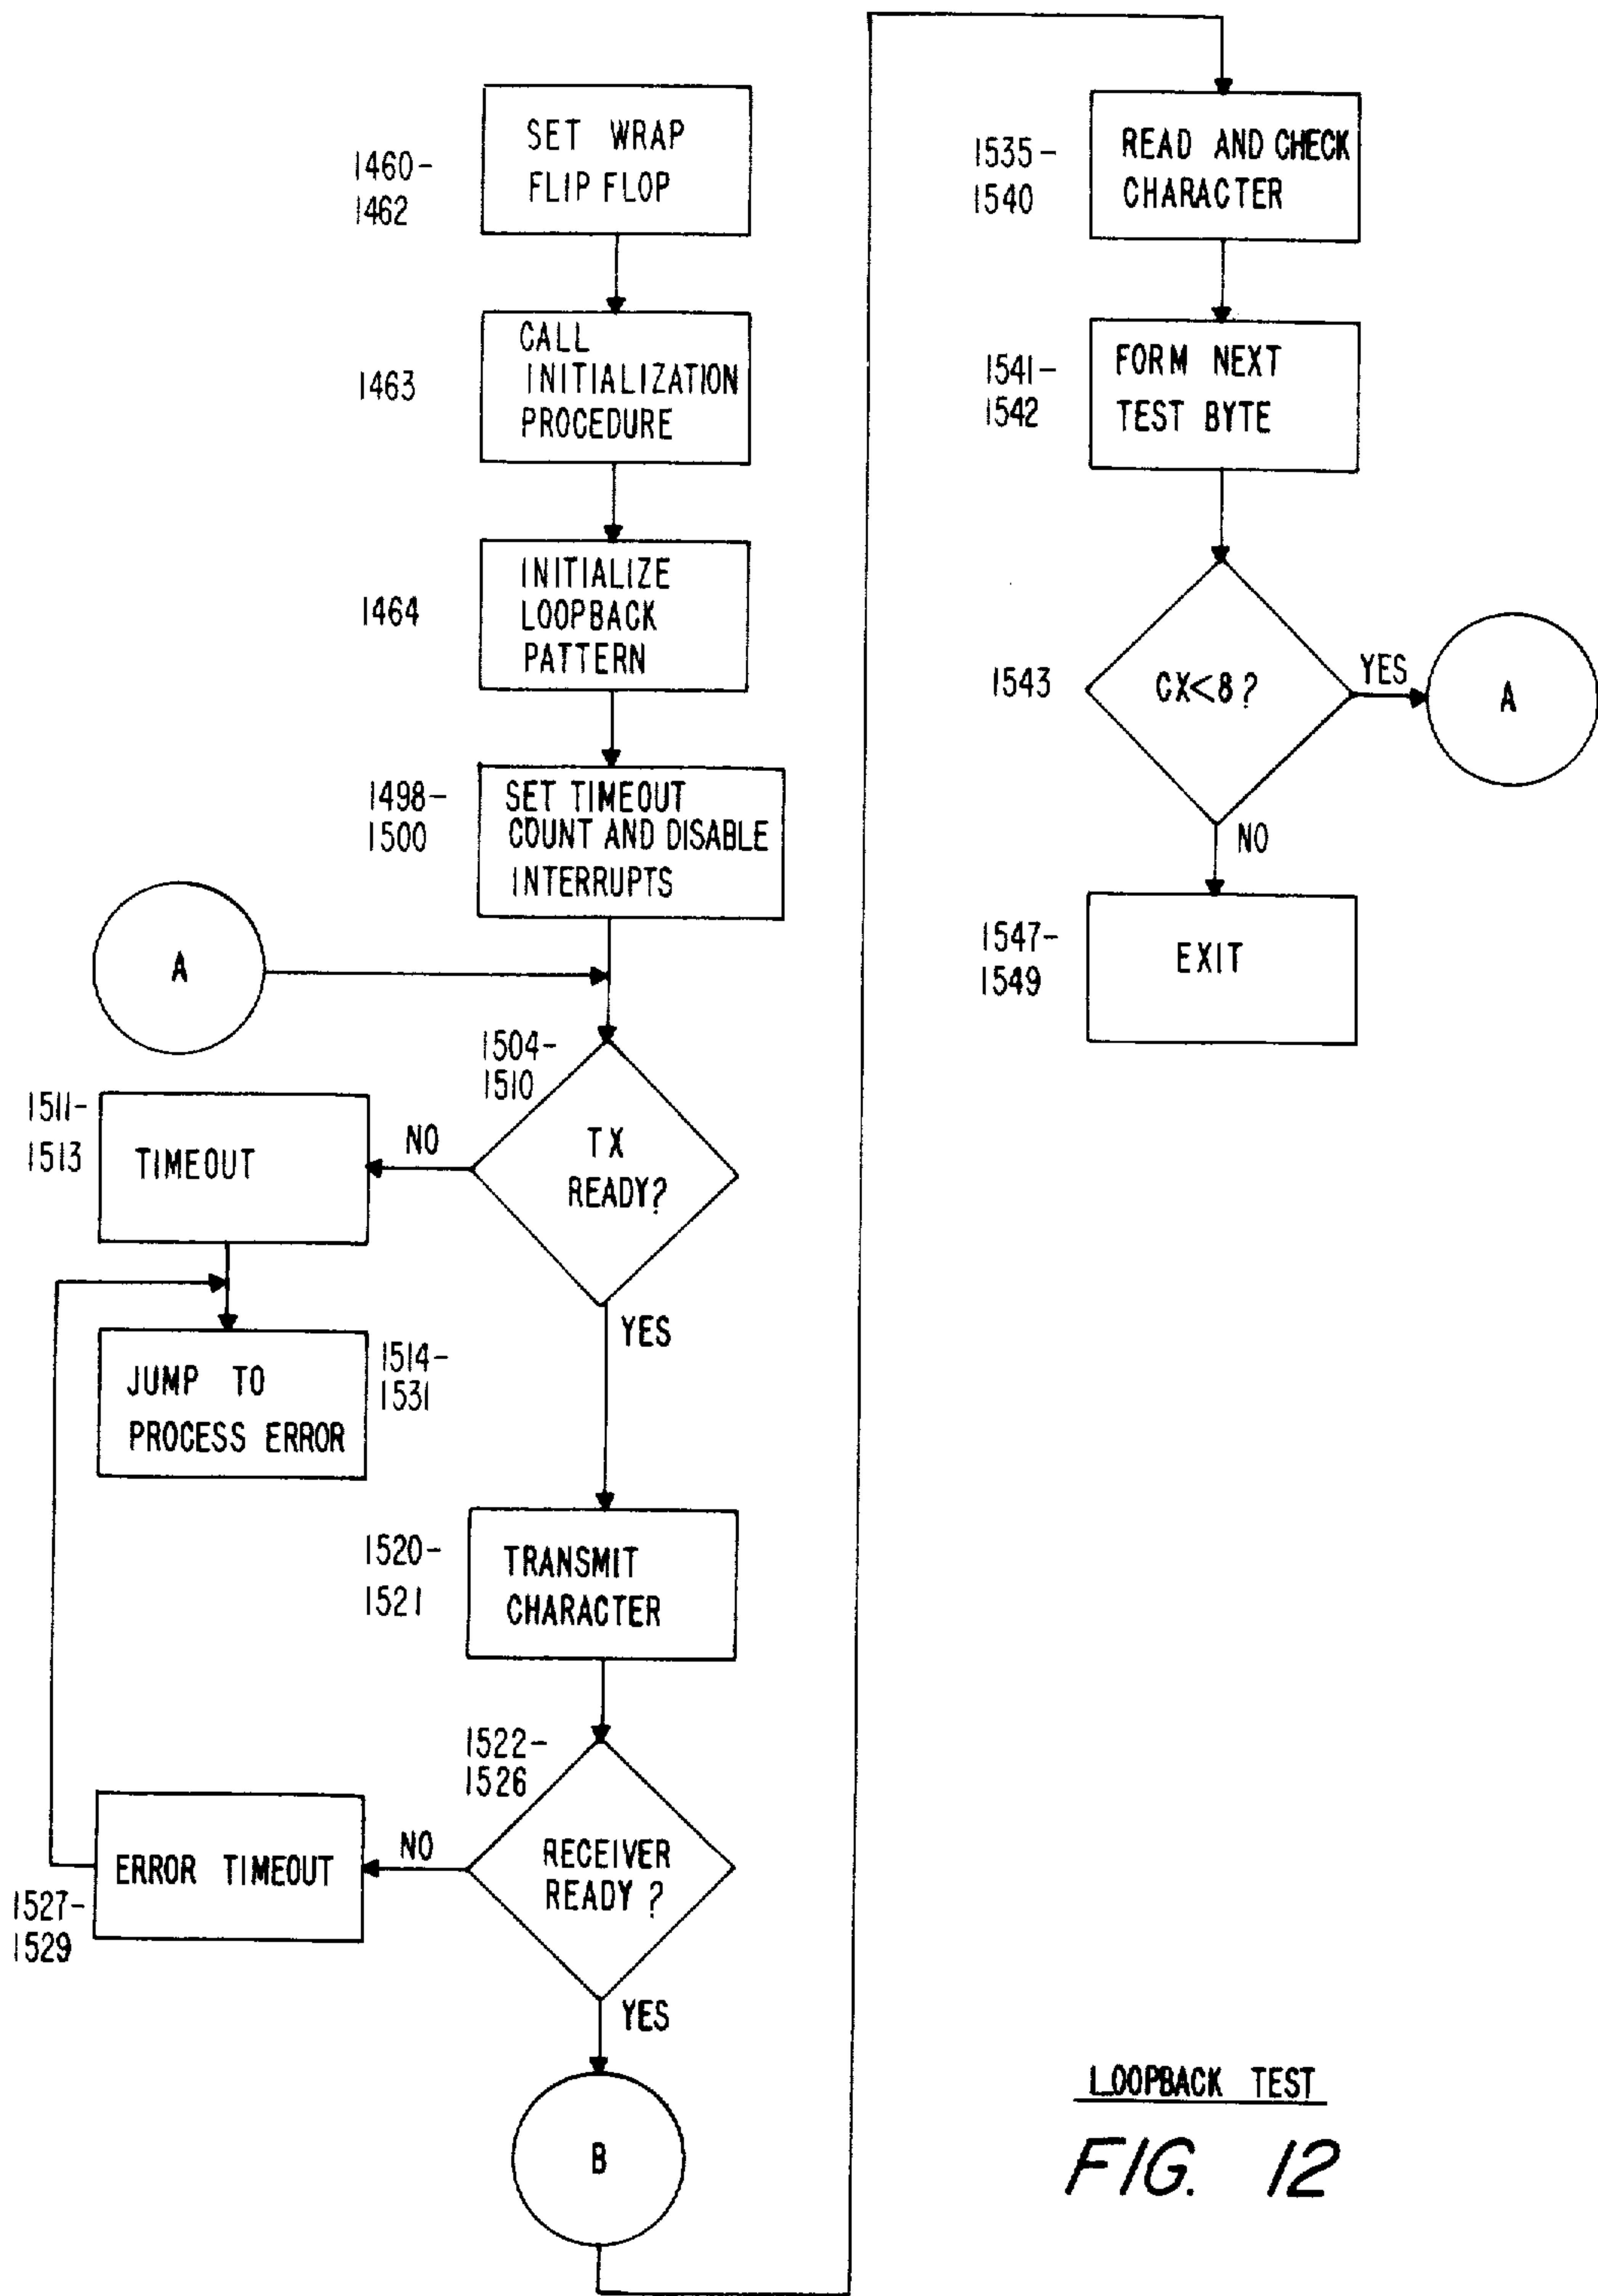 1460-
1462
SET WRAP
FLIP FLOP
1463
CALL
INITIALIZATION
PROCEDURE
1464
INITIALIZE
LOOPBACK
PATTERN
1498-
1500
SET TIMEOUT
COUNT AND DISABLE
INTERRUPTS
A
1504-
1510
TX
READY?
NO
YES
1511-
1513
TIMEOUT
JUMP TO
PROCESS ERROR
1514-
1531
1520-
1521
TRANSMIT
CHARACTER
1522-
1526
RECEIVER
READY?
NO
YES
ERROR TIMEOUT
1527-
1529
B
1535-
1540
READ AND CHECK
CHARACTER
1541-
1542
FORM NEXT
TEST BYTE
1543
CX<8?
YES
A
NO
1547-
1549
EXIT
LOOPBACK TEST
FIG. 12